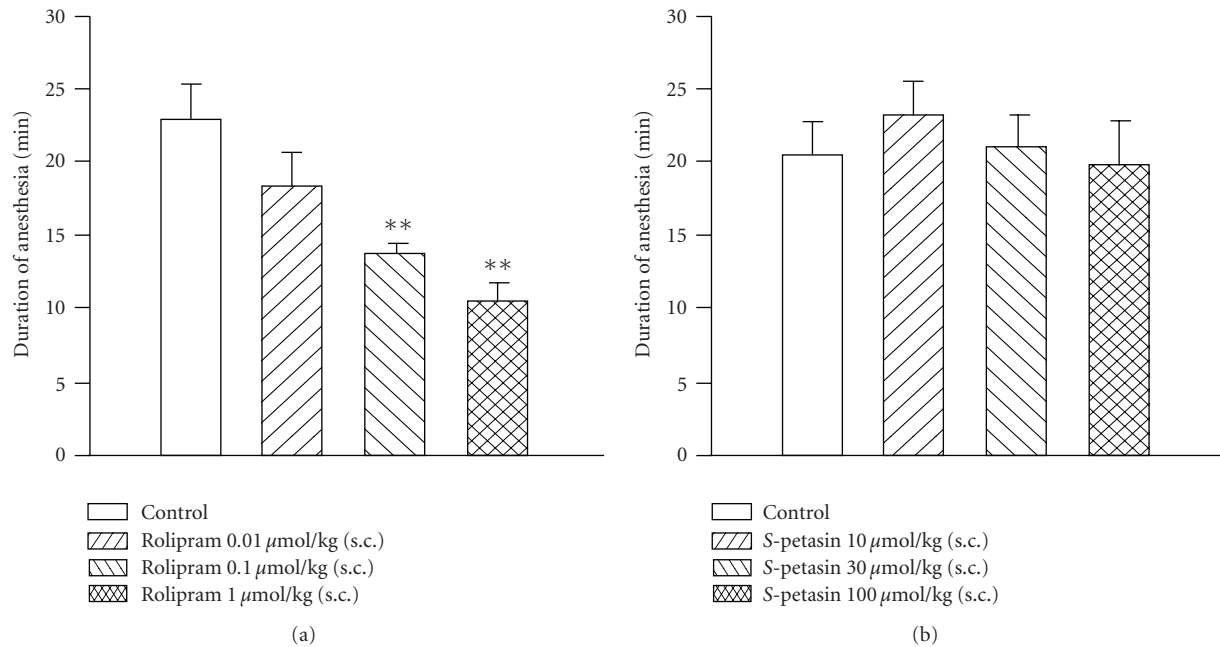 30
25
20
15
10
5
0
Duration of anesthesia (min)
**
**
Control
Rolipram 0.01 μmol/kg (s.c.)
Rolipram 0.1 μmol/kg (s.c.)
Rolipram 1 μmol/kg (s.c.)
(a)
30
25
20
15
10
5
0
Duration of anesthesia (min)
Control
S-petasin 10 μmol/kg (s.c.)
S-petasin 30 μmol/kg (s.c.)
S-petasin 100 μmol/kg (s.c.)
(b)